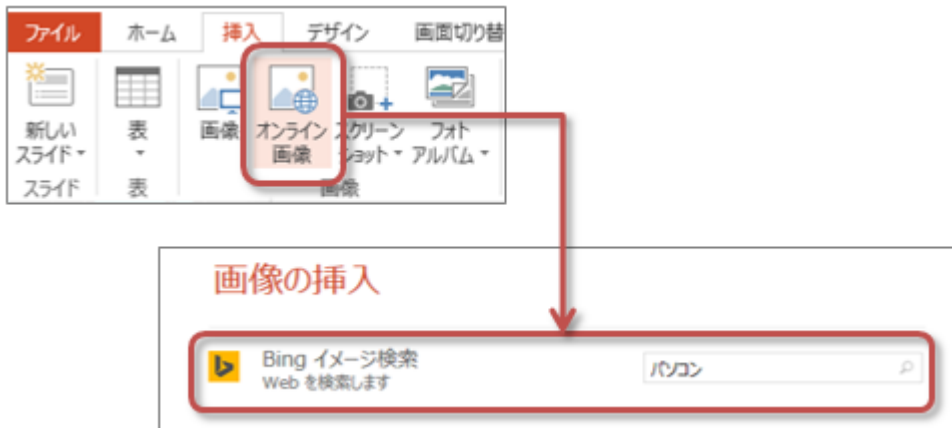 ファイル ホーム 挿入 デザイン 画面切り替
新しい スライド
表
画像
オンライン 画像
スクリーン ショット
フォト アルバム
スライド 表 画像
画像の挿入
Bing イメージ検索
Web を検索します
パソコン